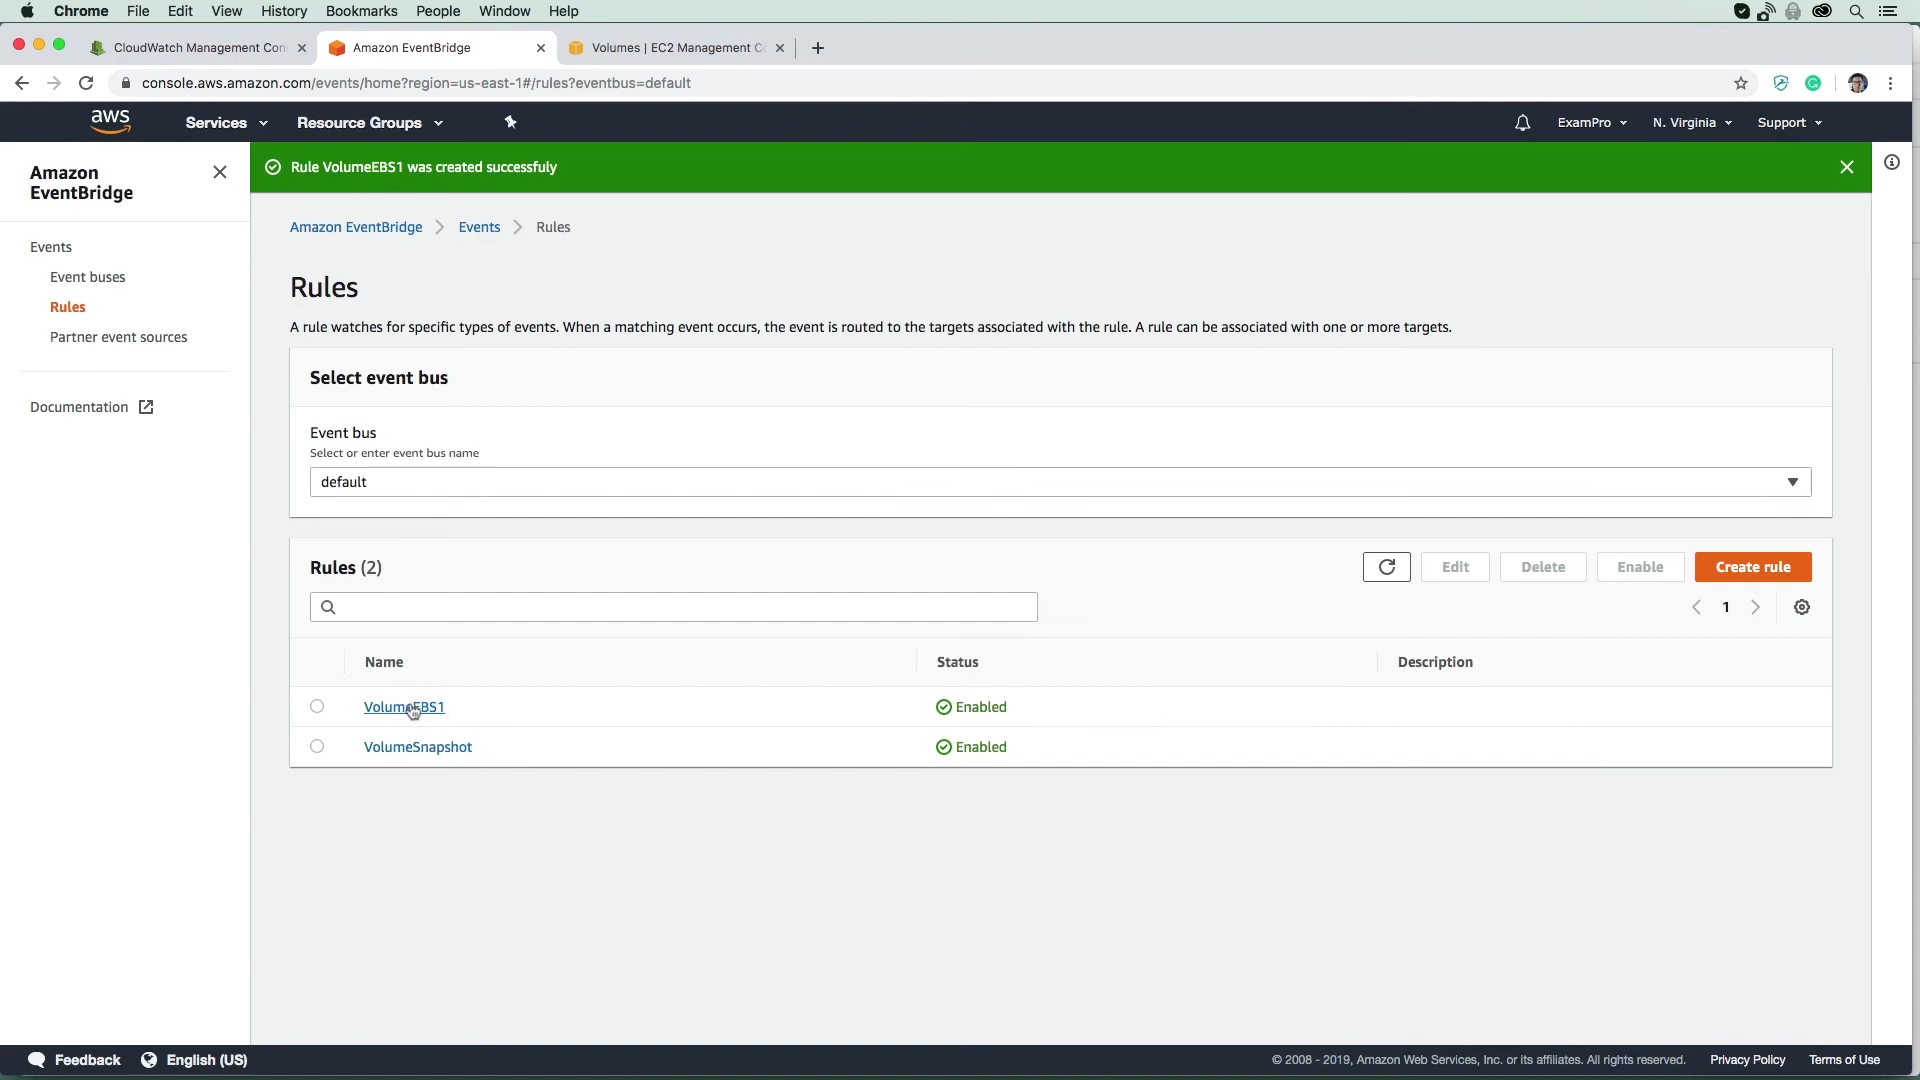 Chrome File Edit View History Bookmarks People Window Help
CloudWatch Management Con
Amazon EventBridge
Volumes | EC2 Management C
console.aws.amazon.com/events/home?region=us-east-1#/rules?eventbus=default
aws Services Resource Groups ExamPro N. Virginia Support
Amazon EventBridge
Rule VolumeEBS1 was created successfuly
Events
Event buses
Rules
Partner event sources
Documentation
Amazon EventBridge Events Rules
Rules
A rule watches for specific types of events. When a matching event occurs, the event is routed to the targets associated with the rule. A rule can be associated with one or more targets.
Select event bus
Event bus
Select or enter event bus name
default
Rules (2)
Edit Delete Enable Create rule
1
Name Status Description
VolumeEBS1 Enabled
VolumeSnapshot Enabled
Feedback English (US) © 2008 - 2019, Amazon Web Services, Inc. or its affiliates. All rights reserved. Privacy Policy Terms of Use